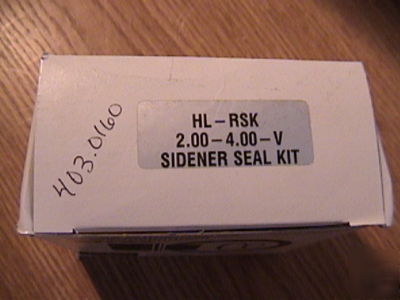 403.0160
HL-RSK
2.00-4.00-V
SIDENER SEAL KIT